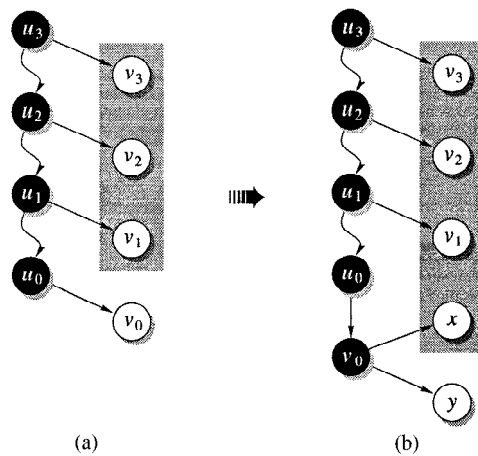 u₃ u₃
v₃ v₃
u₂ u₂
v₂ v₂
u₁ u₁
v₁ v₁
u₀ u₀
v₀ x
v₀
y
(a) (b)